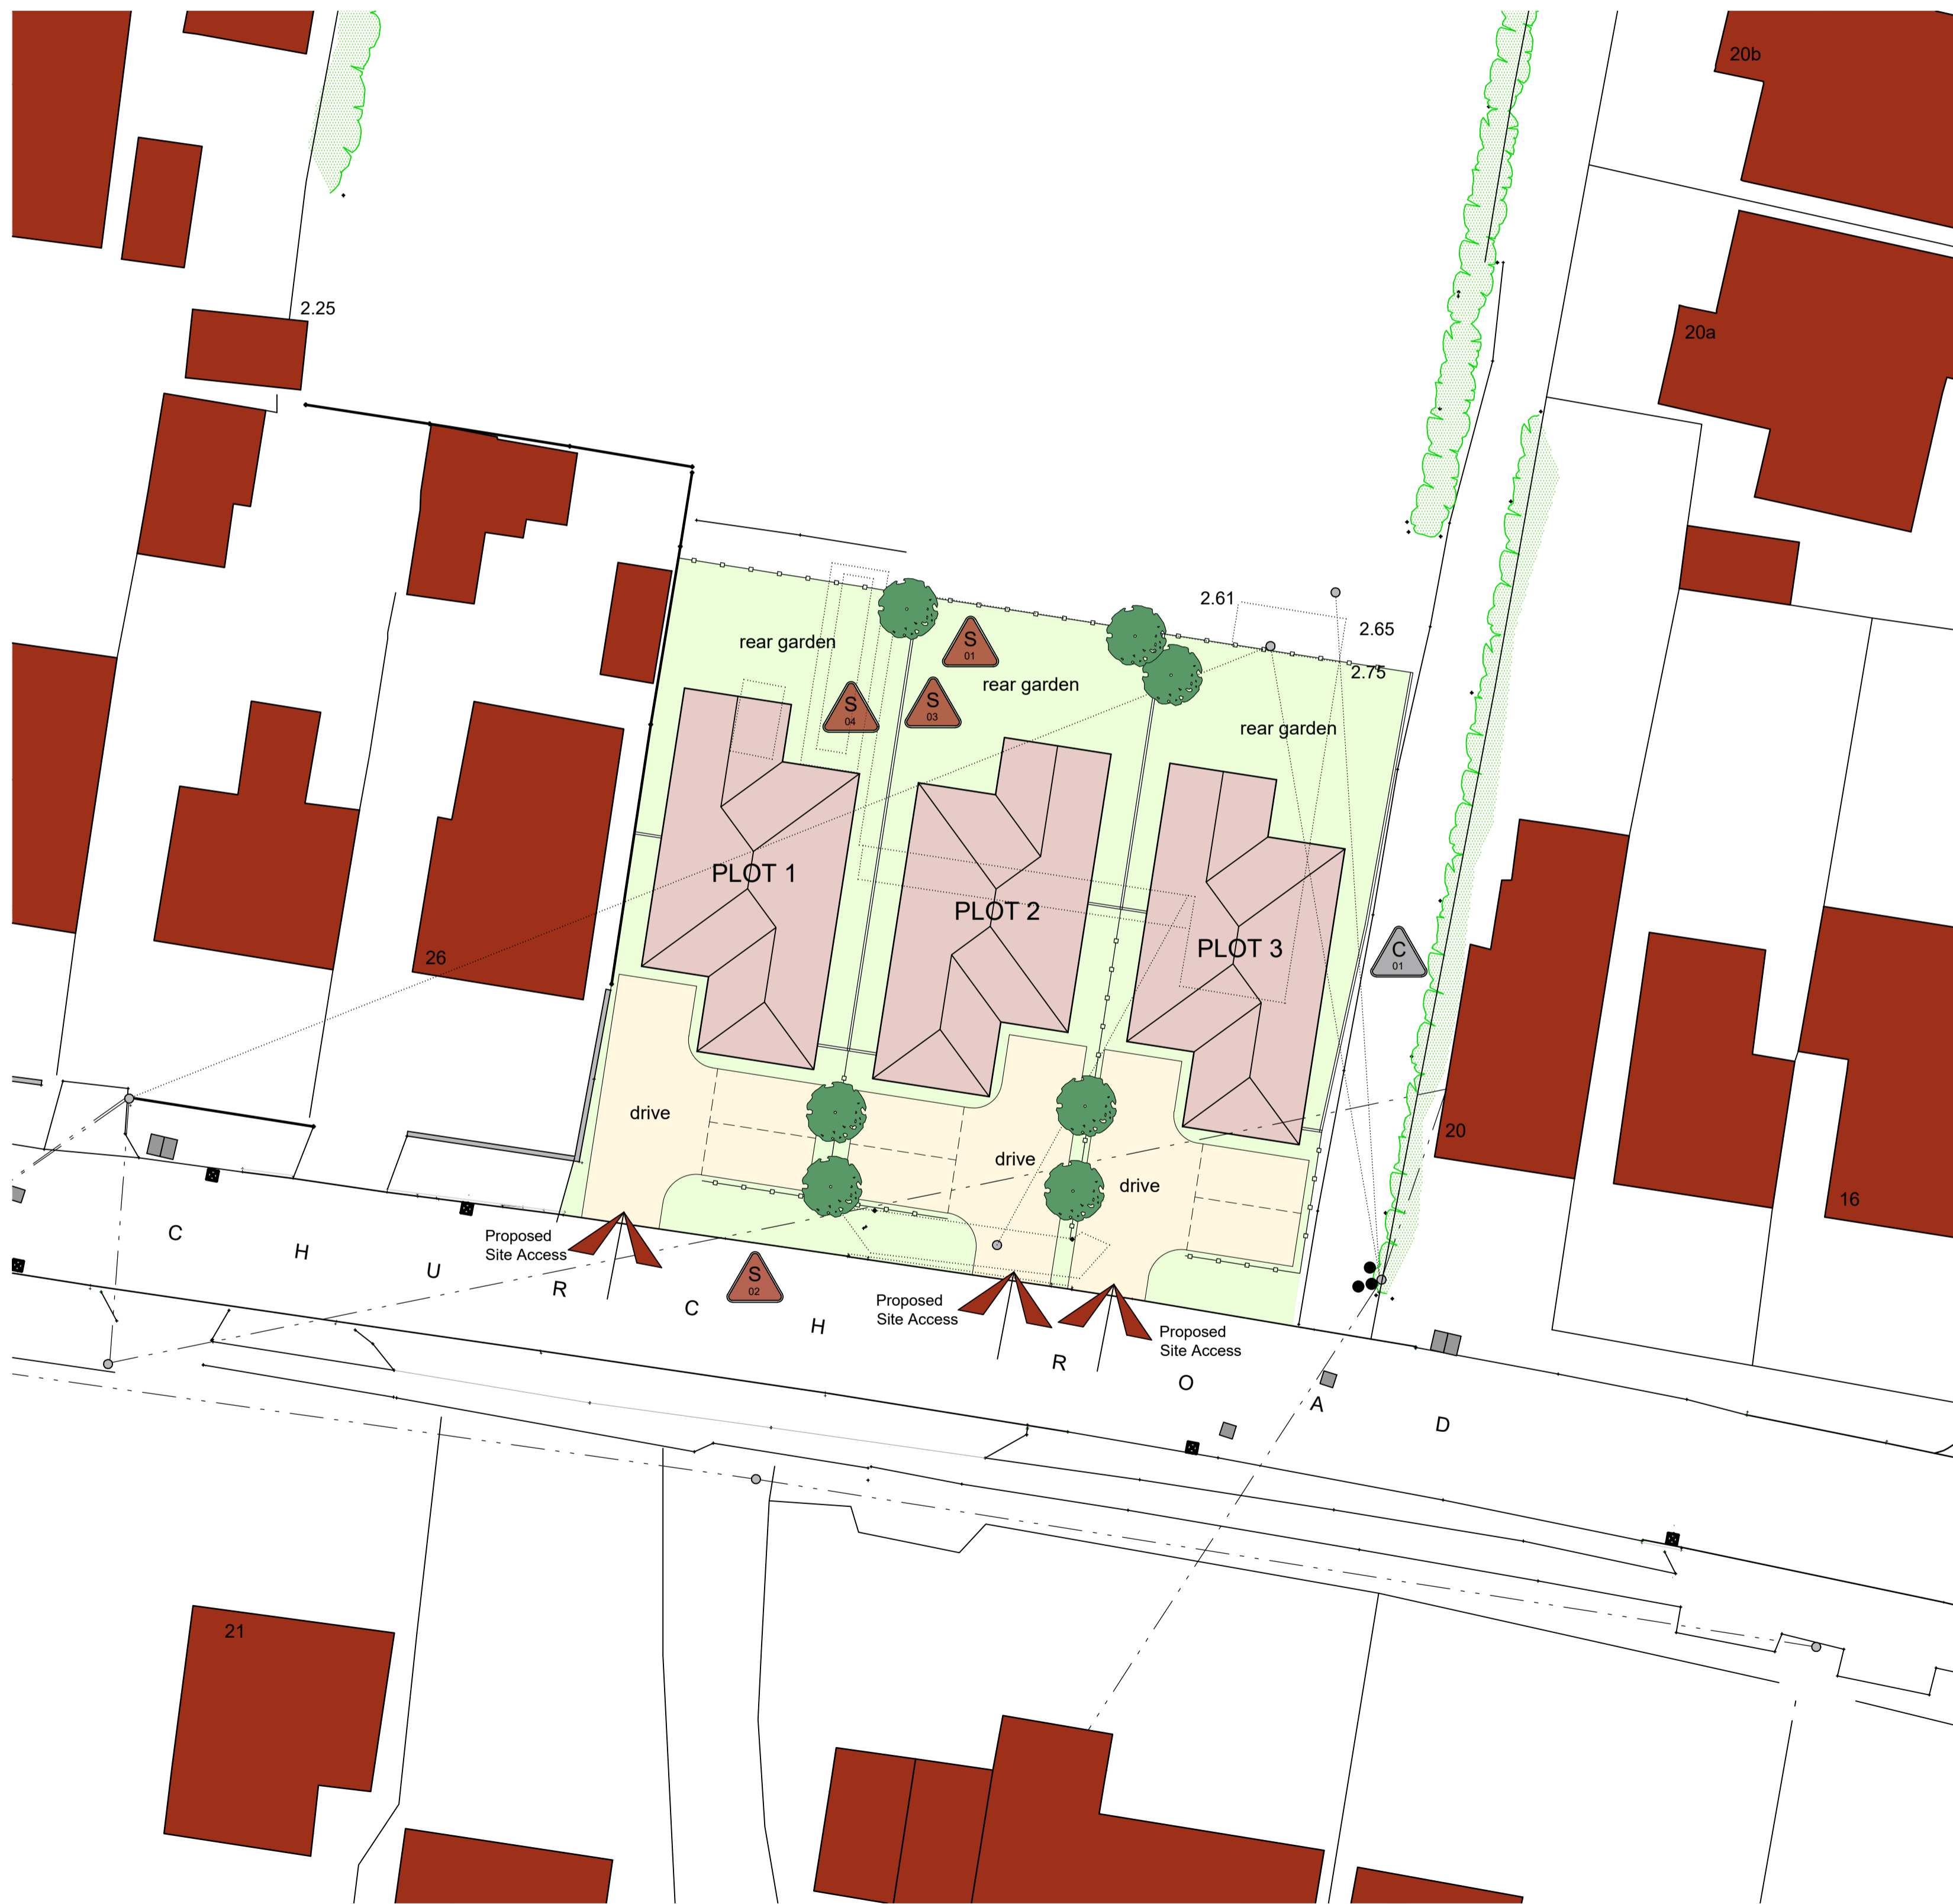 20b
2.25
20a
2.61
2.65
2.75
rear garden
S
01
rear garden
S
04
S
03
rear garden
PLOT 1
PLOT 2
PLOT 3
26
C
01
drive
drive
drive
20
16
Proposed
Site Access
S
02
Proposed
Site Access
Proposed
Site Access
CHURCH ROAD
21